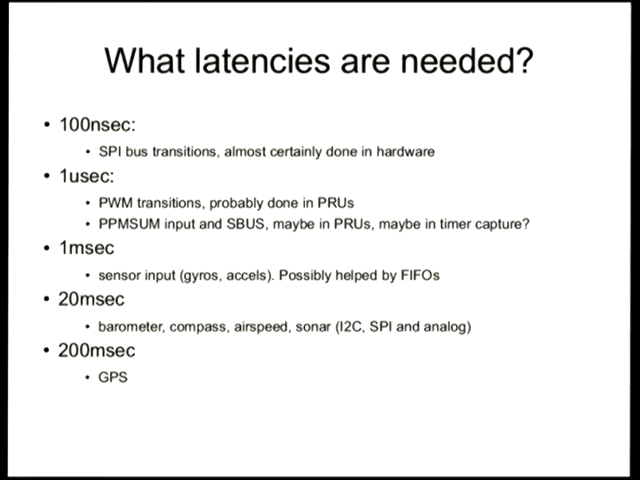 What latencies are needed?
• 100nsec:
• SPI bus transitions, almost certainly done in hardware
• 1usec:
• PWM transitions, probably done in PRUs
• PPMSUM input and SBUS, maybe in PRUs, maybe in timer capture?
• 1msec
• sensor input (gyros, accels). Possibly helped by FIFOs
• 20msec
• barometer, compass, airspeed, sonar (I2C, SPI and analog)
• 200msec
• GPS